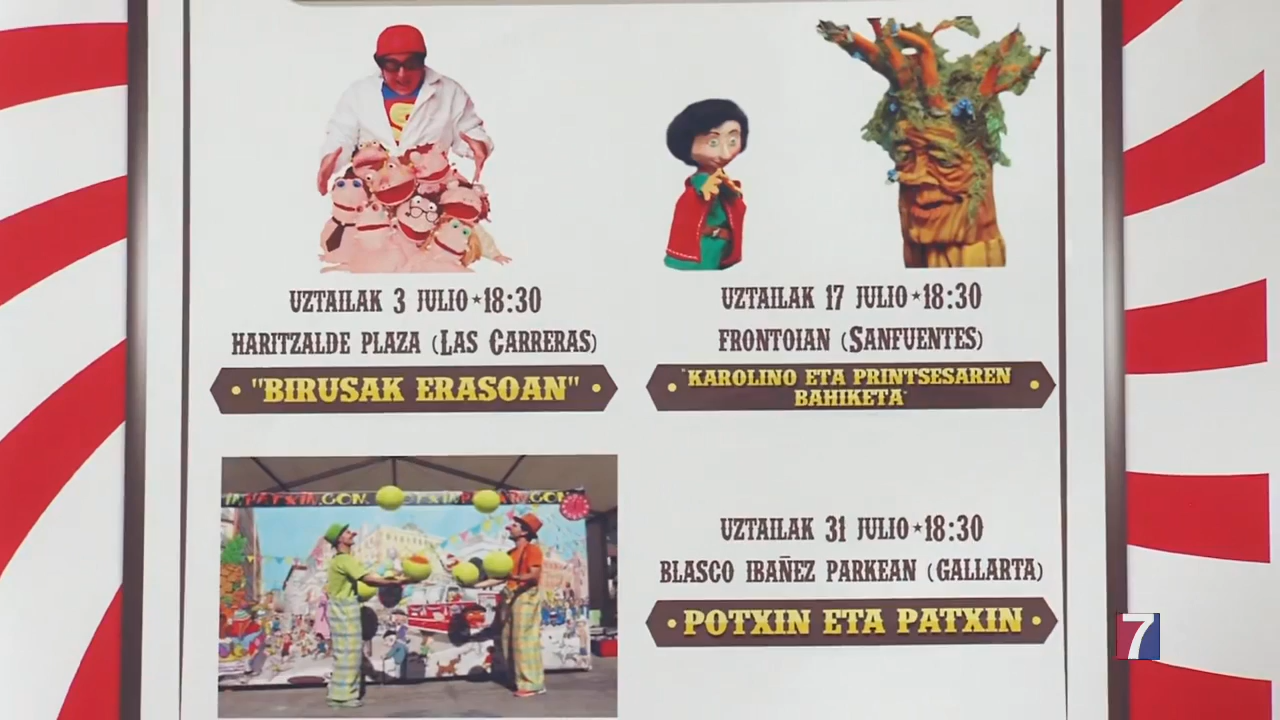 UZTAILAK 3 JULIO★18:30
HARITZALDE PLAZA (LAS CARRERAS)
"BIRUSAK ERASOAN"
UZTAILAK 17 JULIO★18:30
FRONTOIAN (SANFUENTES)
"KAROLINO ETA PRINTSESAREN
BAHIKETA"
UZTAILAK 31 JULIO★18:30
BLASCO IBAÑEZ PARKEAN (GALLARTA)
POTXIN ETA PATXIN
7